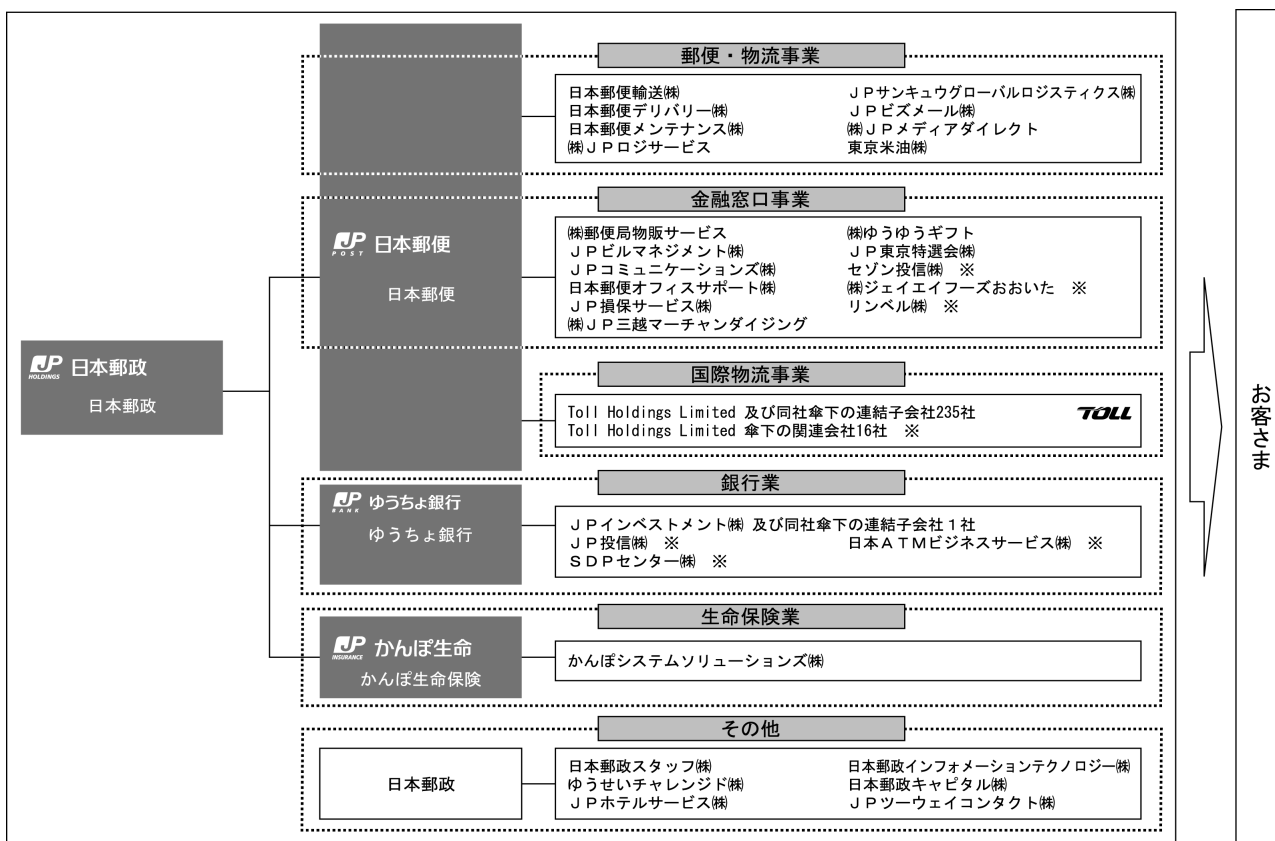 郵便・物流事業
日本郵便輸送㈱ ＪＰサンキュウグローバルロジスティクス㈱
日本郵便デリバリー㈱ ＪＰビズメール㈱
日本郵便メンテナンス㈱ ㈱ＪＰメディアダイレクト
㈱ＪＰロジサービス 東京米油㈱
金融窓口事業
JP POST 日本郵便
日本郵便
㈱郵便局物販サービス ㈱ゆうゆうギフト
ＪＰビルマネジメント㈱ ＪＰ東京特選会㈱
ＪＰコミュニケーションズ㈱ セゾン投信㈱　※
日本郵便オフィスサポート㈱ ㈱ジェイエイフーズおおいた　※
ＪＰ損保サービス㈱ リンベル㈱　※
㈱ＪＰ三越マーチャンダイジング
JP HOLDINGS 日本郵政
日本郵政
国際物流事業
Toll Holdings Limited 及び同社傘下の連結子会社235社
Toll Holdings Limited 傘下の関連会社16社　※
TOLL
銀行業
JP BANK ゆうちょ銀行
ゆうちょ銀行
ＪＰインベストメント㈱ 及び同社傘下の連結子会社１社
ＪＰ投信㈱　※ 日本ＡＴＭビジネスサービス㈱　※
ＳＤＰセンター㈱　※
生命保険業
JP INSURANCE かんぽ生命
かんぽ生命保険
かんぽシステムソリューションズ㈱
その他
日本郵政
日本郵政スタッフ㈱ 日本郵政インフォメーションテクノロジー㈱
ゆうせいチャレンジド㈱ 日本郵政キャピタル㈱
ＪＰホテルサービス㈱ ＪＰツーウェイコンタクト㈱
お客さま